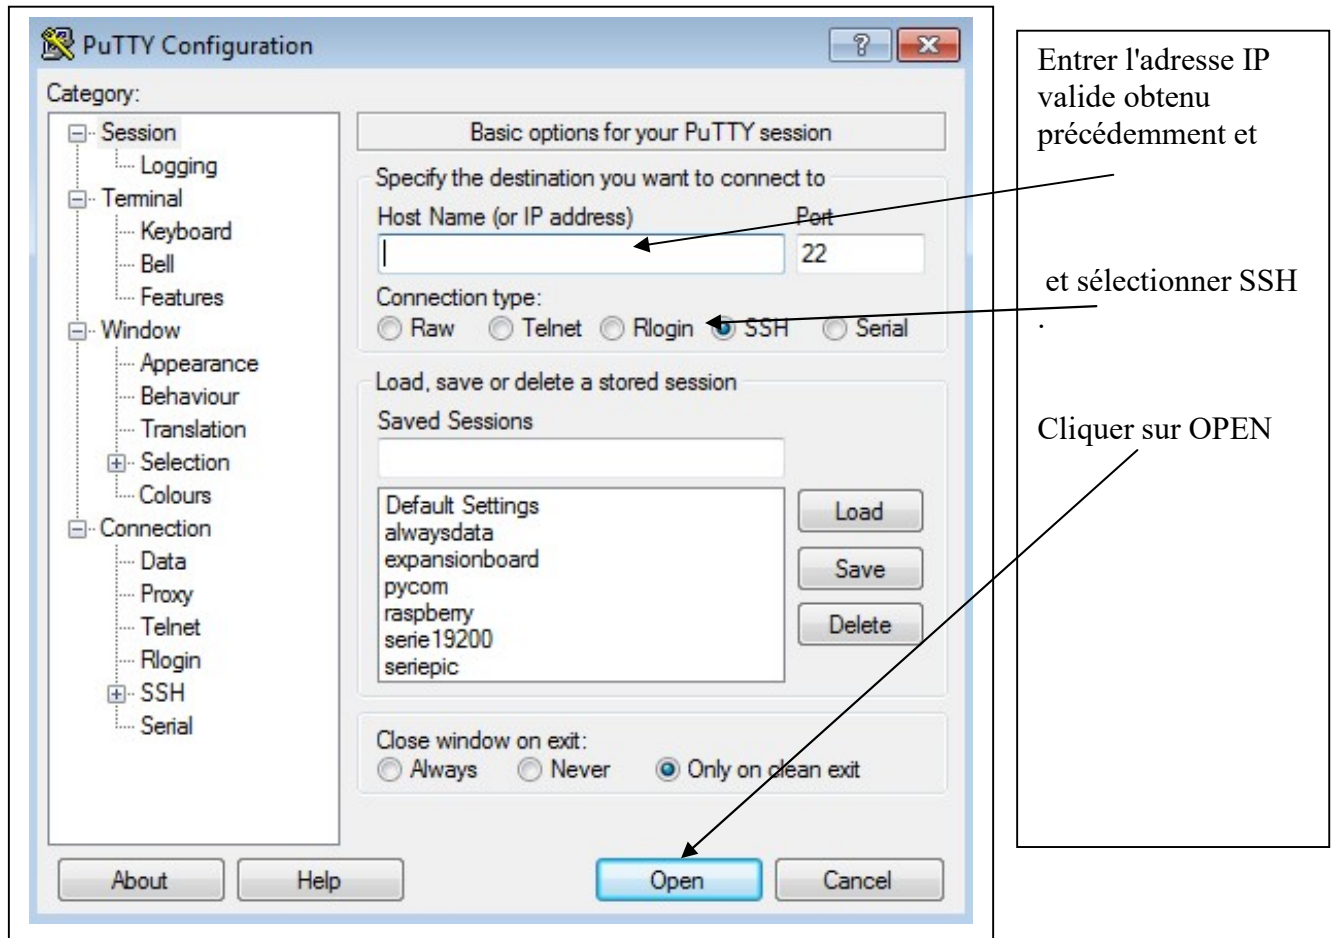 PuTTY Configuration
Category:
Session
Logging
Terminal
Keyboard
Bell
Features
Window
Appearance
Behaviour
Translation
Selection
Colours
Connection
Data
Proxy
Telnet
Rlogin
SSH
Serial
Basic options for your PuTTY session
Specify the destination you want to connect to
Host Name (or IP address) Port
22
Connection type:
Raw Telnet Rlogin SSH Serial
Load, save or delete a stored session
Saved Sessions
Default Settings
alwaysdata
expansionboard
pycom
raspberry
serie19200
seriepic
Load
Save
Delete
Close window on exit:
Always Never Only on clean exit
About Help Open Cancel
Entrer l'adresse IP
valide obtenu
précédemment et
et sélectionner SSH
.
Cliquer sur OPEN